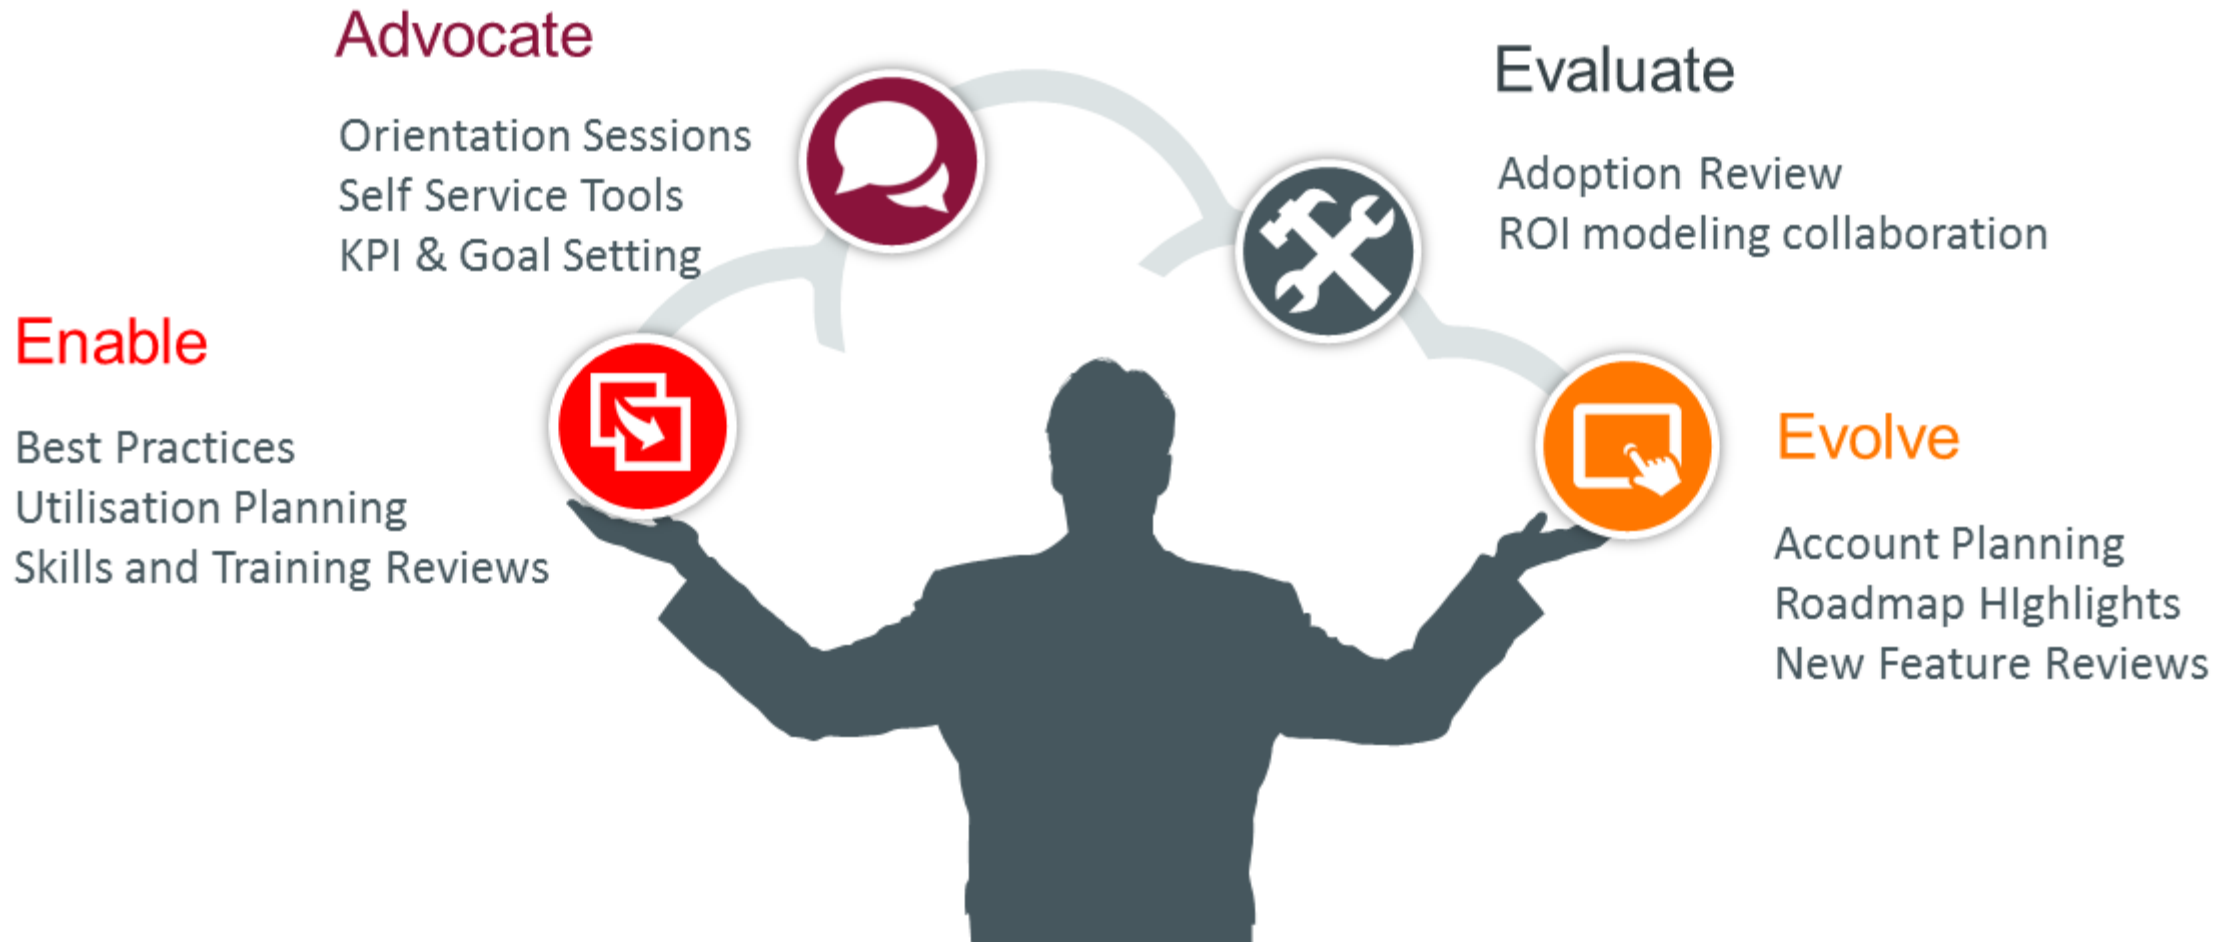 Advocate
Orientation Sessions
Self Service Tools
KPI & Goal Setting
Enable
Best Practices
Utilisation Planning
Skills and Training Reviews
Evaluate
Adoption Review
ROI modeling collaboration
Evolve
Account Planning
Roadmap HIghlights
New Feature Reviews